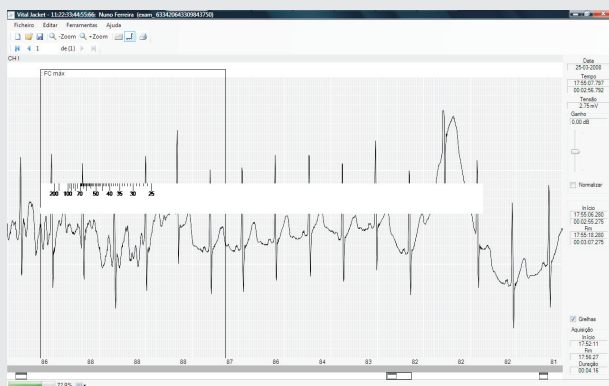 Vital Jacket - 11:22:33:44:55:66: Nuno Ferreira (exam_633420643309843750)
Ficheiro Editar Ferramentas Ajuda
-Zoom +Zoom
1 de (1)
CH I
FC máx
200 100 70 50 40 35 30 25
86 88 88 88 87 86 84 83 82 82 82 81
72,9%
Data
25-03-2008
Tempo
17:55:07.797
00:02:56.792
Tensão
2,75 mV
Ganho
0,00 dB
Normalizar
Início
17:55:06.280
00:02:55.275
Fim
17:55:18.280
00:03:07.275
Grelhas
Aquisição
Início
17:52:11
Fim
17:56:27
Duração
00:04:16